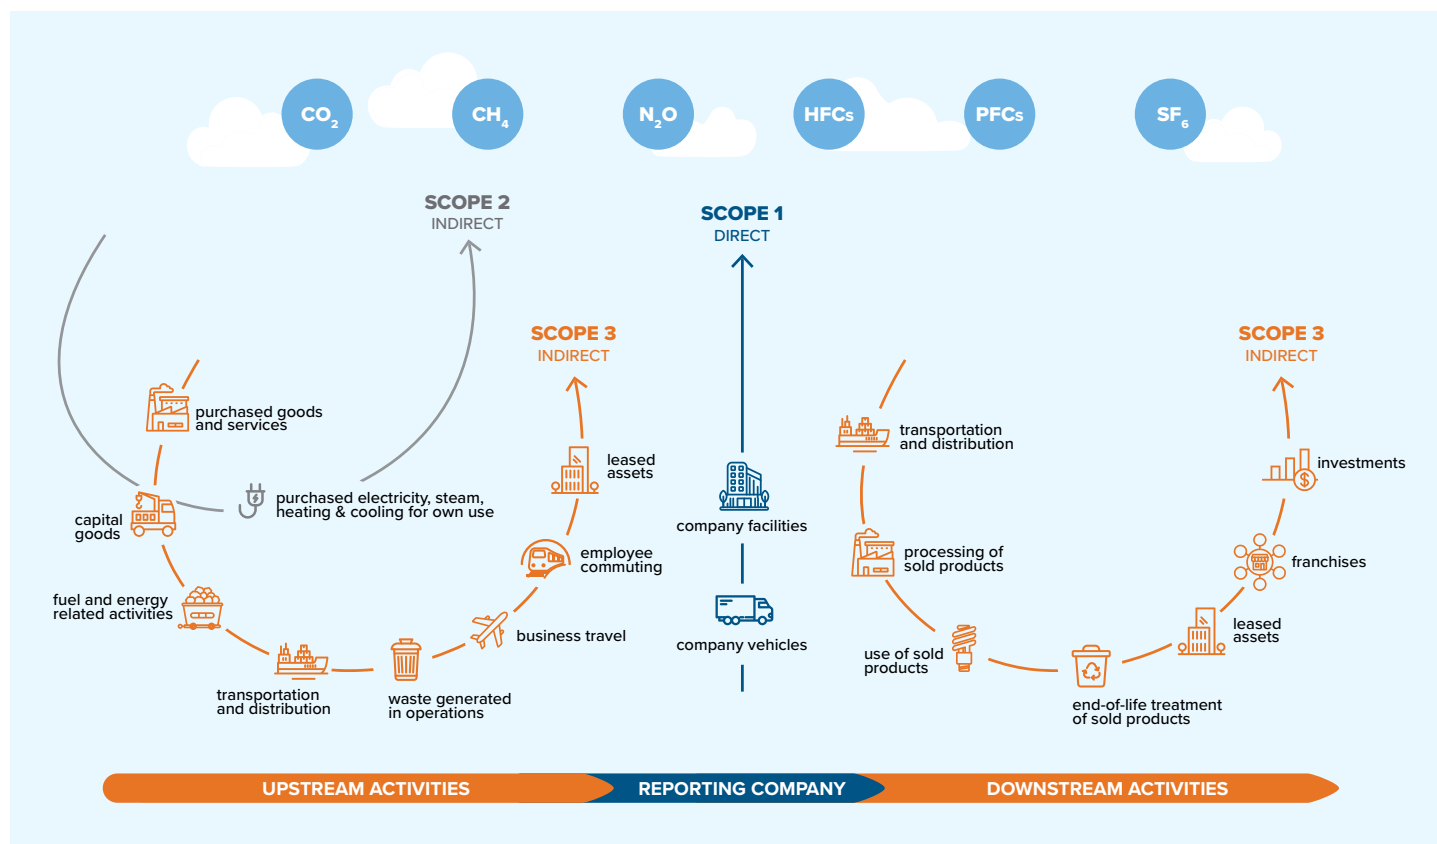 CO2
CH4
N2O
HFCs
PFCs
SF6
SCOPE 2
INDIRECT
SCOPE 1
DIRECT
SCOPE 3
INDIRECT
SCOPE 3
INDIRECT
purchased goods
and services
purchased electricity, steam,
heating & cooling for own use
capital
goods
fuel and energy
related activities
transportation
and distribution
waste generated
in operations
business travel
employee
commuting
leased
assets
company facilities
company vehicles
transportation
and distribution
processing of
sold products
use of sold
products
end-of-life treatment
of sold products
leased
assets
franchises
investments
UPSTREAM ACTIVITIES
REPORTING COMPANY
DOWNSTREAM ACTIVITIES